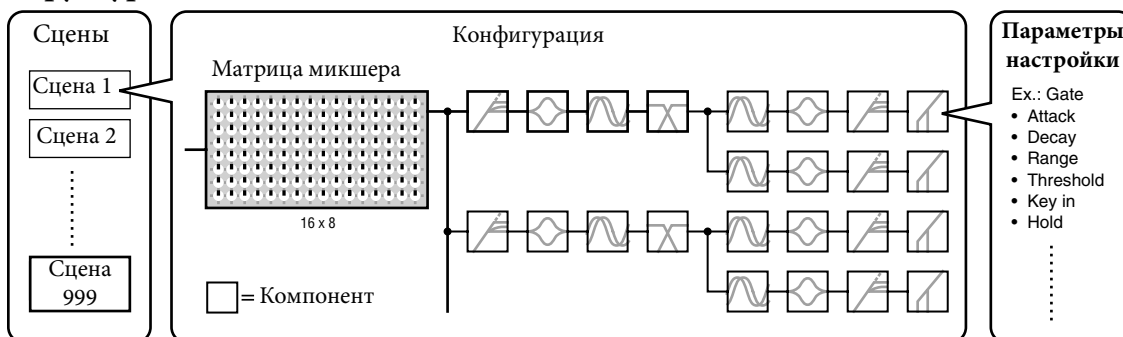 Сцены
Сцена 1
Сцена 2
Сцена
999
Конфигурация
Матрица микшера
16 x 8
= Компонент
Параметры
настройки
Ex.: Gate
• Attack
• Decay
• Range
• Threshold
• Key in
• Hold